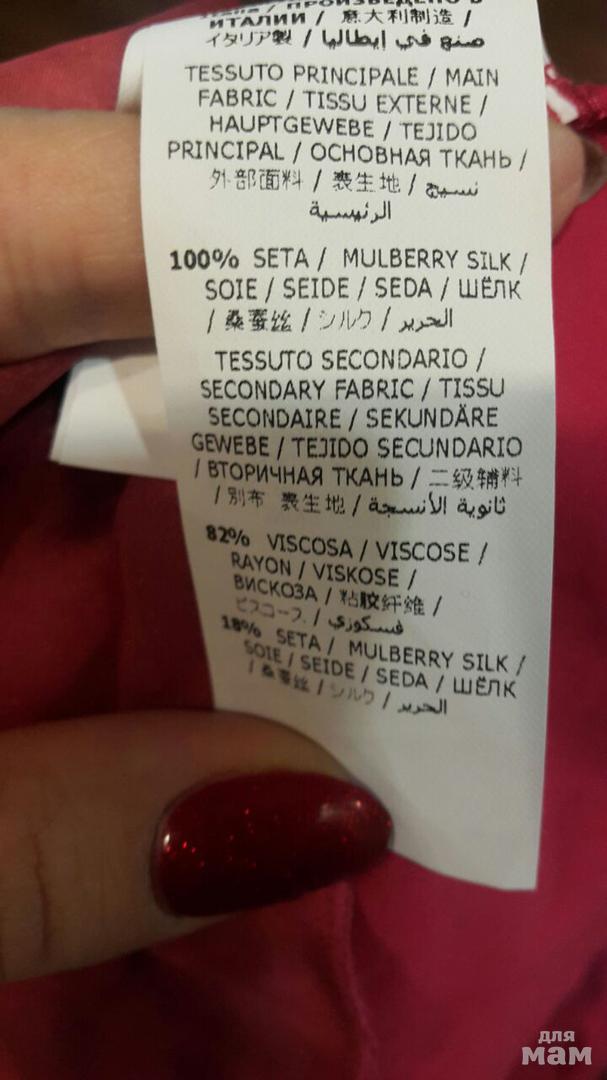 ПРОИЗВЕДЕНО В
ИТАЛИИ / 意大利制造 /
イタリア製 / صنع في إيطاليا /
TESSUTO PRINCIPALE / MAIN
FABRIC / TISSU EXTERNE /
HAUPTGEWEBE / TEJIDO
PRINCIPAL / ОСНОВНАЯ ТКАНЬ /
外部面料 / 表生地 / نسيج
الرئيسية
100% SETA / MULBERRY SILK /
SOIE / SEIDE / SEDA / ШЁЛК
/ 桑蚕丝 / シルク / الحرير
TESSUTO SECONDARIO /
SECONDARY FABRIC / TISSU
SECONDAIRE / SEKUNDÄRE
GEWEBE / TEJIDO SECUNDARIO
/ ВТОРИЧНАЯ ТКАНЬ / 二级辅料
/ 別布 表生地 / ثانوية الأنسجة
82% VISCOSA / VISCOSE /
RAYON / VISKOSE /
ВИСКОЗА / 粘胶纤维 /
ビスコース / فسكوزي
18% SETA / MULBERRY SILK /
SOIE / SEIDE / SEDA / ШЁЛК
/ 桑蚕丝 / シルク / الحرير
для
мам